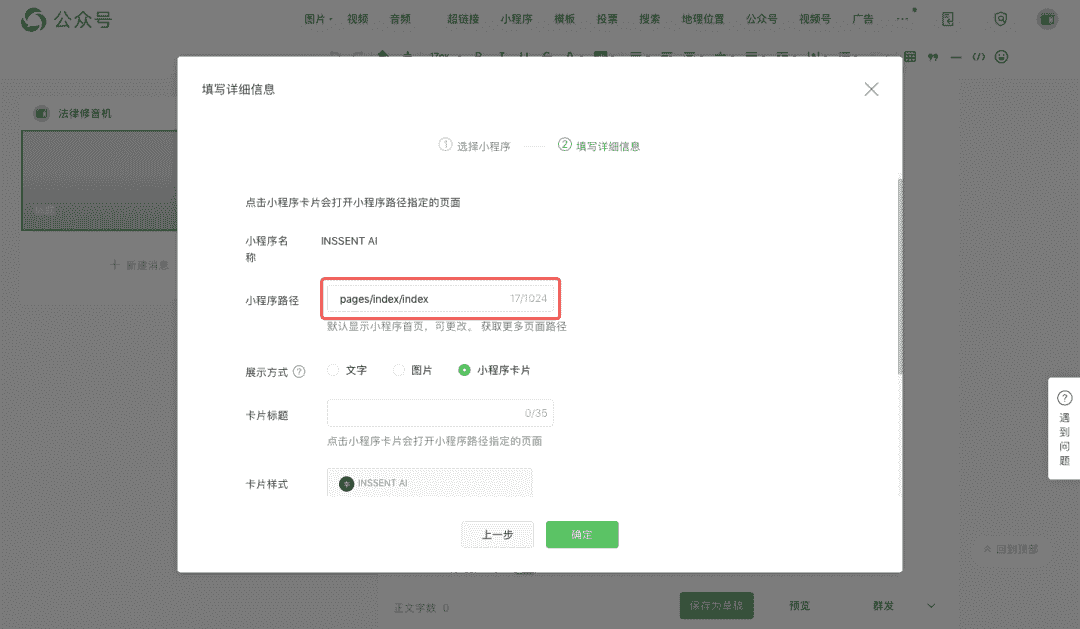 公众号
图片 视频 音频 超链接 小程序 模板 投票 搜索 地理位置 公众号 视频号 广告 ...
法律修音机
+ 新建消息
填写详细信息
1 选择小程序
2 填写详细信息
点击小程序卡片会打开小程序路径指定的页面
小程序名称 INSSENT AI
小程序路径 pages/index/index 17/1024
默认显示小程序首页，可更改。 获取更多页面路径
展示方式 ? 文字 图片 小程序卡片
卡片标题 0/35
点击小程序卡片会打开小程序路径指定的页面
卡片样式 INSSENT AI
上一步 确定
? 遇到问题
回到顶部
正文字数 0 保存为草稿 预览 群发